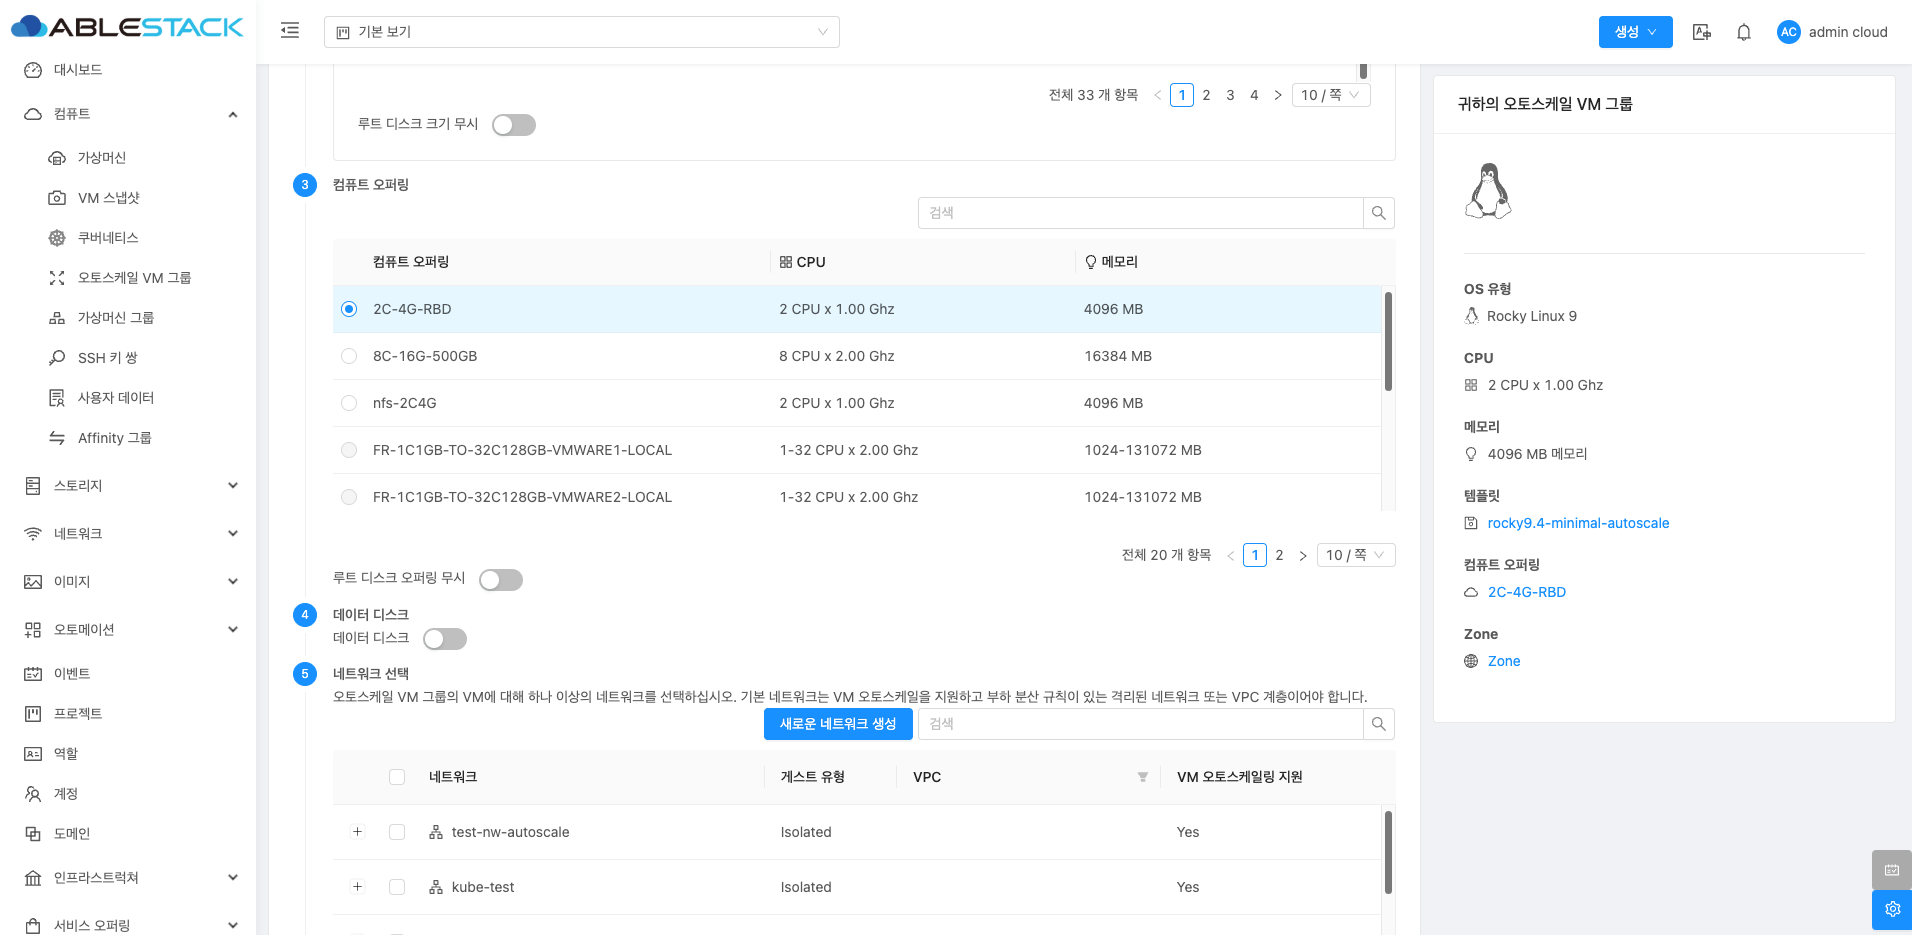 ABLESTACK
기본 보기
생성
AC
admin cloud
대시보드
컴퓨트
가상머신
VM 스냅샷
쿠버네티스
오토스케일 VM 그룹
가상머신 그룹
SSH 키 쌍
사용자 데이터
Affinity 그룹
스토리지
네트워크
이미지
오토메이션
이벤트
프로젝트
역할
계정
도메인
인프라스트럭쳐
서비스 오퍼링
전체 33 개 항목
1
2
3
4
10 / 쪽
루트 디스크 크기 무시
3
컴퓨트 오퍼링
검색
컴퓨트 오퍼링
CPU
메모리
2C-4G-RBD
2 CPU x 1.00 Ghz
4096 MB
8C-16G-500GB
8 CPU x 2.00 Ghz
16384 MB
nfs-2C4G
2 CPU x 1.00 Ghz
4096 MB
FR-1C1GB-TO-32C128GB-VMWARE1-LOCAL
1-32 CPU x 2.00 Ghz
1024-131072 MB
FR-1C1GB-TO-32C128GB-VMWARE2-LOCAL
1-32 CPU x 2.00 Ghz
1024-131072 MB
전체 20 개 항목
1
2
10 / 쪽
루트 디스크 오퍼링 무시
4
데이터 디스크
데이터 디스크
5
네트워크 선택
오토스케일 VM 그룹의 VM에 대해 하나 이상의 네트워크를 선택하십시오. 기본 네트워크는 VM 오토스케일을 지원하고 부하 분산 규칙이 있는 격리된 네트워크 또는 VPC 계층이어야 합니다.
새로운 네트워크 생성
검색
네트워크
게스트 유형
VPC
VM 오토스케일링 지원
test-nw-autoscale
Isolated
Yes
kube-test
Isolated
Yes
귀하의 오토스케일 VM 그룹
OS 유형
Rocky Linux 9
CPU
2 CPU x 1.00 Ghz
메모리
4096 MB 메모리
템플릿
rocky9.4-minimal-autoscale
컴퓨트 오퍼링
2C-4G-RBD
Zone
Zone